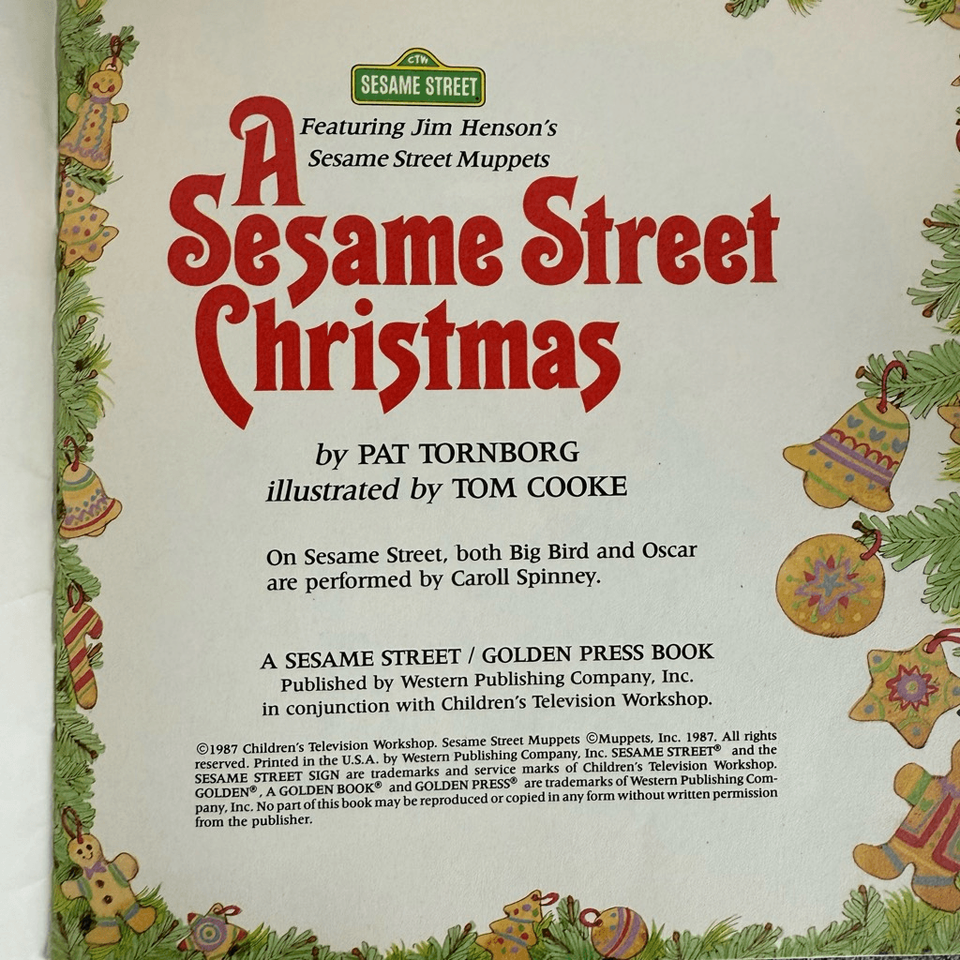 CTW
SESAME STREET
Featuring Jim Henson's
Sesame Street Muppets
A
Sesame Street
Christmas
by PAT TORNBORG
illustrated by TOM COOKE
On Sesame Street, both Big Bird and Oscar
are performed by Caroll Spinney.
A SESAME STREET / GOLDEN PRESS BOOK
Published by Western Publishing Company, Inc.
in conjunction with Children's Television Workshop.
©1987 Children's Television Workshop. Sesame Street Muppets ©Muppets, Inc. 1987. All rights
reserved. Printed in the U.S.A. by Western Publishing Company, Inc. SESAME STREET® and the
SESAME STREET SIGN are trademarks and service marks of Children's Television Workshop.
GOLDEN®, A GOLDEN BOOK® and GOLDEN PRESS® are trademarks of Western Publishing Com-
pany, Inc. No part of this book may be reproduced or copied in any form without written permission
from the publisher.